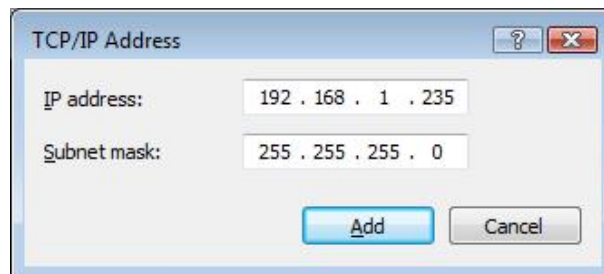 TCP/IP Address
IP address: 192 . 168 . 1 . 235
Subnet mask: 255 . 255 . 255 . 0
Add Cancel